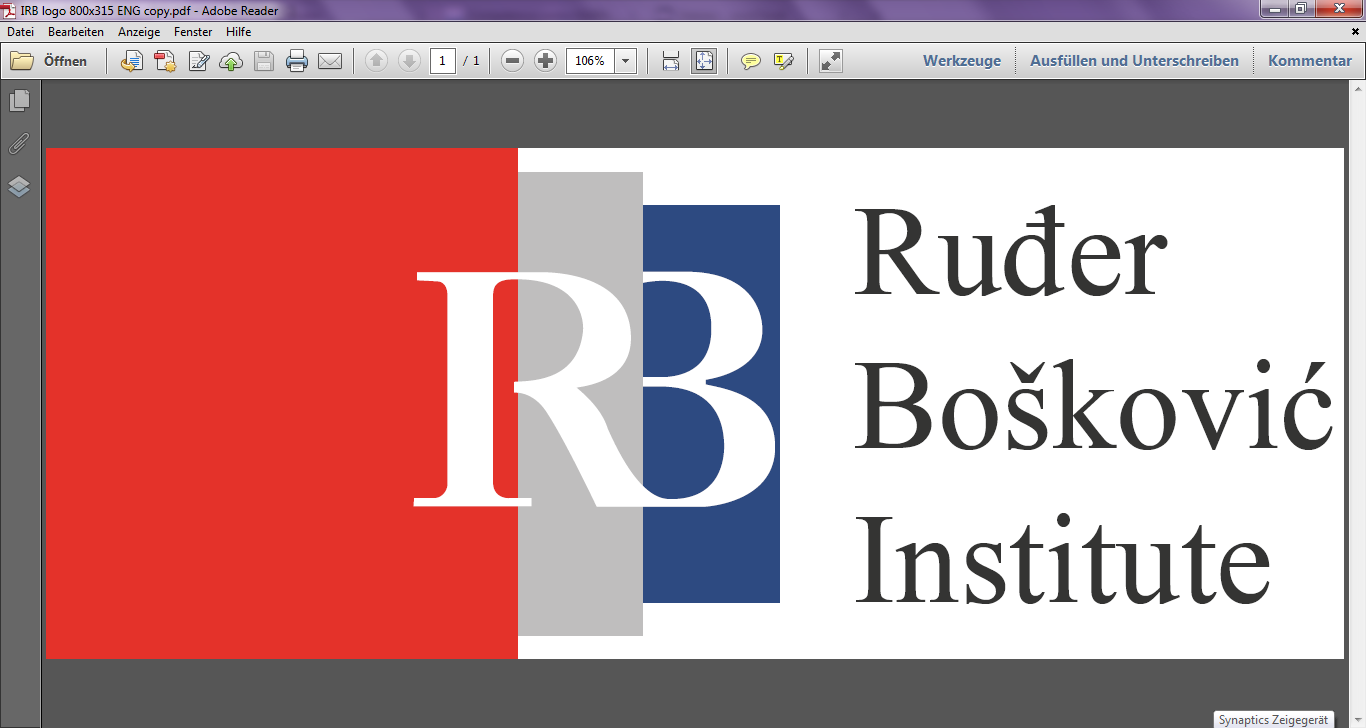 IRB logo 800x315 ENG copy.pdf - Adobe Reader
Datei Bearbeiten Anzeige Fenster Hilfe
Öffnen 1 / 1 106% Werkzeuge Ausfüllen und Unterschreiben Kommentar
IRB
Ruđer
Bošković
Institute
Synaptics Zeigegerät